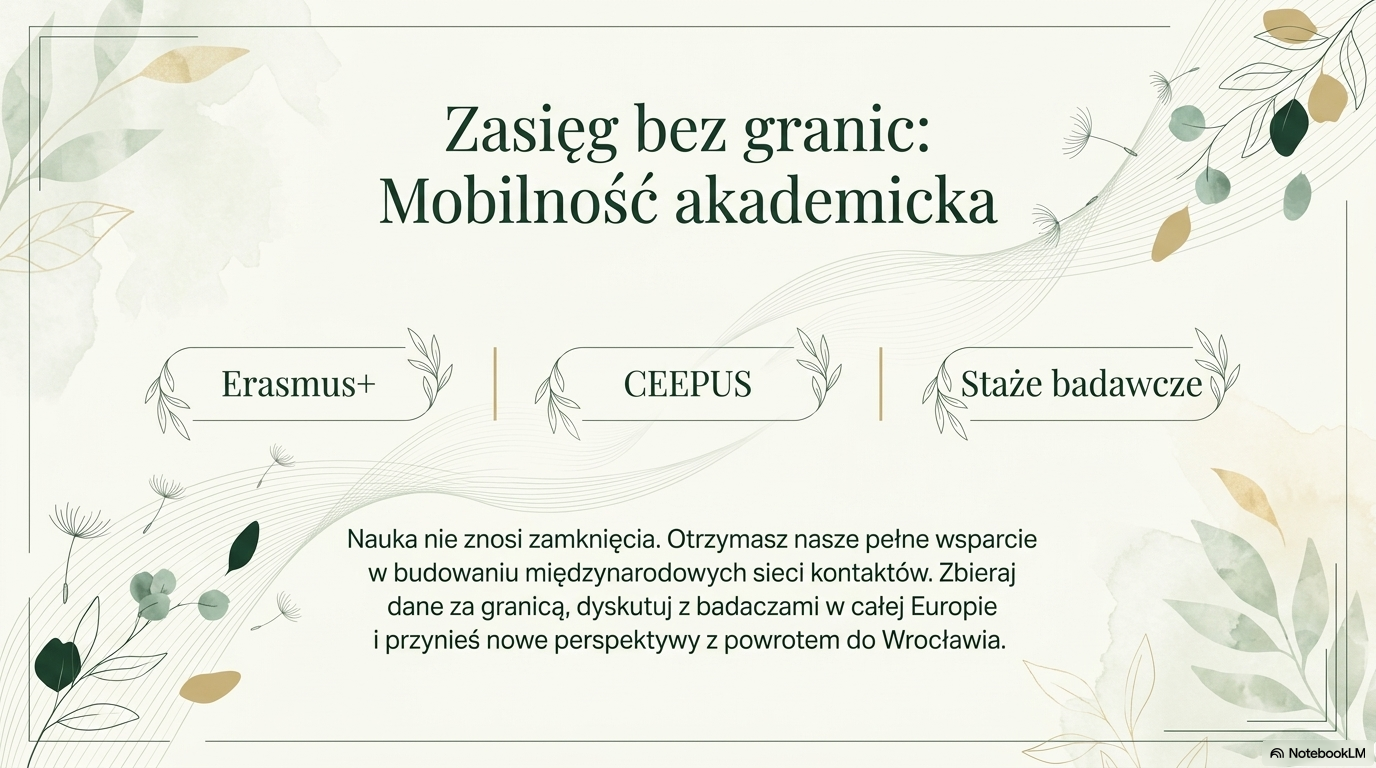 Zasięg bez granic:
Mobilność akademicka
Erasmus+
CEEPUS
Staże badawcze
Nauka nie znosi zamknięcia. Otrzymasz nasze pełne wsparcie
w budowaniu międzynarodowych sieci kontaktów. Zbieraj
dane za granicą, dyskutuj z badaczami w całej Europie
i przynieś nowe perspektywy z powrotem do Wrocławia.
NotebookLM